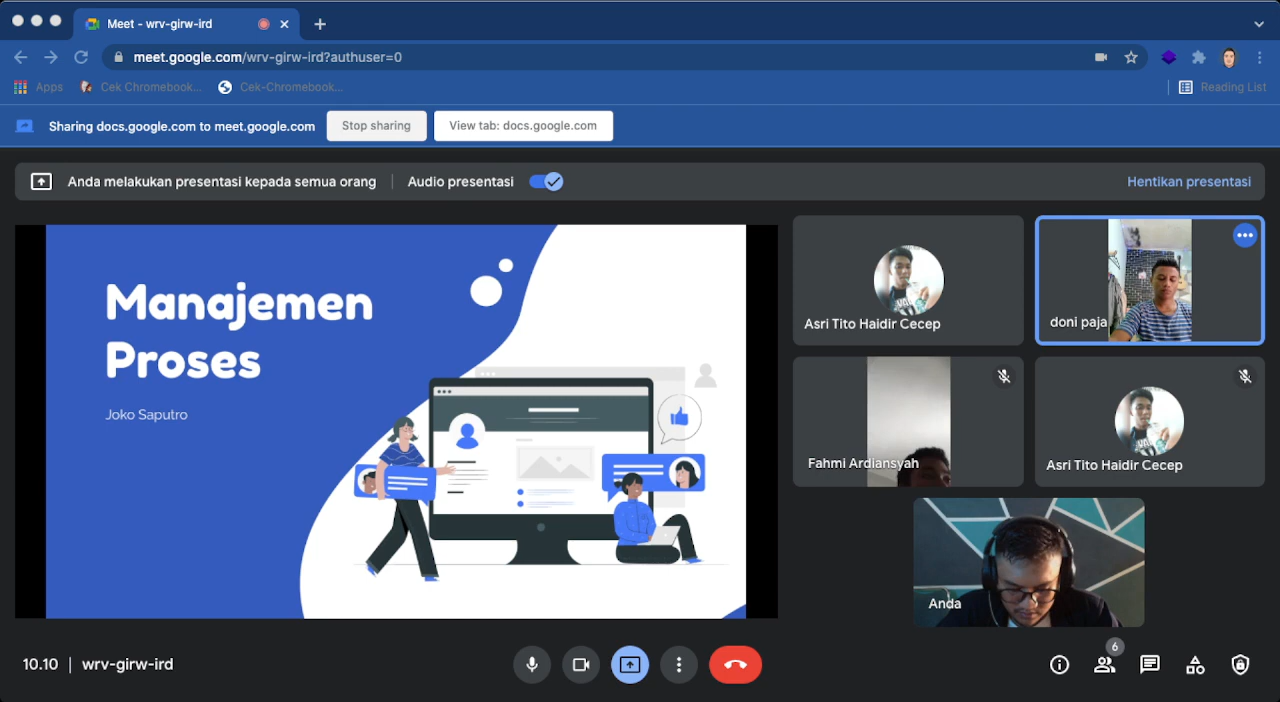 Meet - wrv-girw-ird
meet.google.com/wrv-girw-ird?authuser=0
Apps
Cek Chromebook...
Cek-Chromebook...
Reading List
Sharing docs.google.com to meet.google.com
Stop sharing
View tab: docs.google.com
Anda melakukan presentasi kepada semua orang
Audio presentasi
Hentikan presentasi
Manajemen
Proses
Joko Saputro
Asri Tito Haidir Cecep
doni paja
Fahmi Ardiansyah
Asri Tito Haidir Cecep
Anda
10.10 | wrv-girw-ird
6